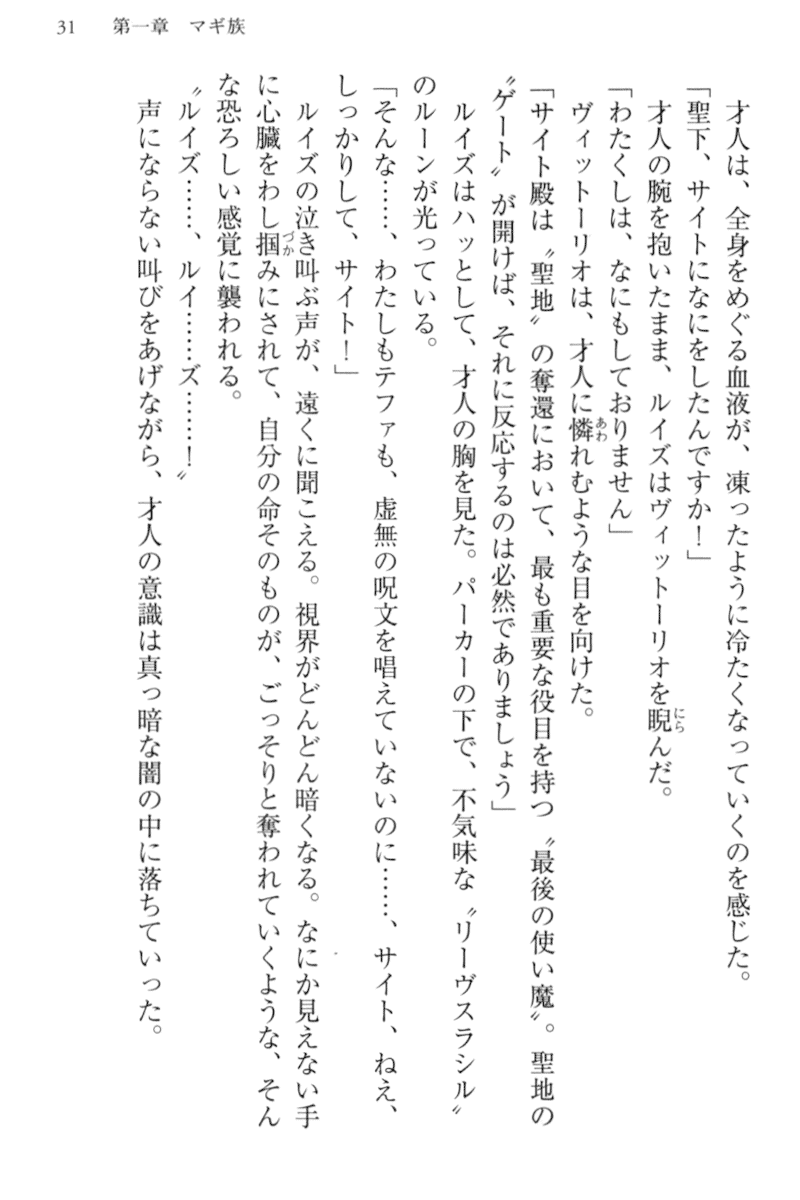 31　第一章　マギ族
　才人は、全身をめぐる血液が、凍ったように冷たくなっていくのを感じた。
「聖下、サイトになにをしたんですか！」
　才人の腕を抱いたまま、ルイズはヴィットーリオを睨んだ。
「わたくしは、なにもしておりません」
　ヴィットーリオは、才人に憐れむような目を向けた。
「サイト殿は〝聖地〟の奪還において、最も重要な役目を持つ〝最後の使い魔〟。聖地の
〝ゲート〟が開けば、それに反応するのは必然でありましょう」
　ルイズはハッとして、才人の胸を見た。パーカーの下で、不気味な〝リーヴスラシル〟
のルーンが光っている。
「そんな……、わたしもテファも、虚無の呪文を唱えていないのに……、サイト、ねえ、
しっかりして、サイト！」
　ルイズの泣き叫ぶ声が、遠くに聞こえる。視界がどんどん暗くなる。なにか見えない手
に心臓をわし掴みにされて、自分の命そのものが、ごっそりと奪われていくような、そん
な恐ろしい感覚に襲われる。
〝ルイズ……、ルイ……ズ……！〟
　声にならない叫びをあげながら、才人の意識は真っ暗な闇の中に落ちていった。